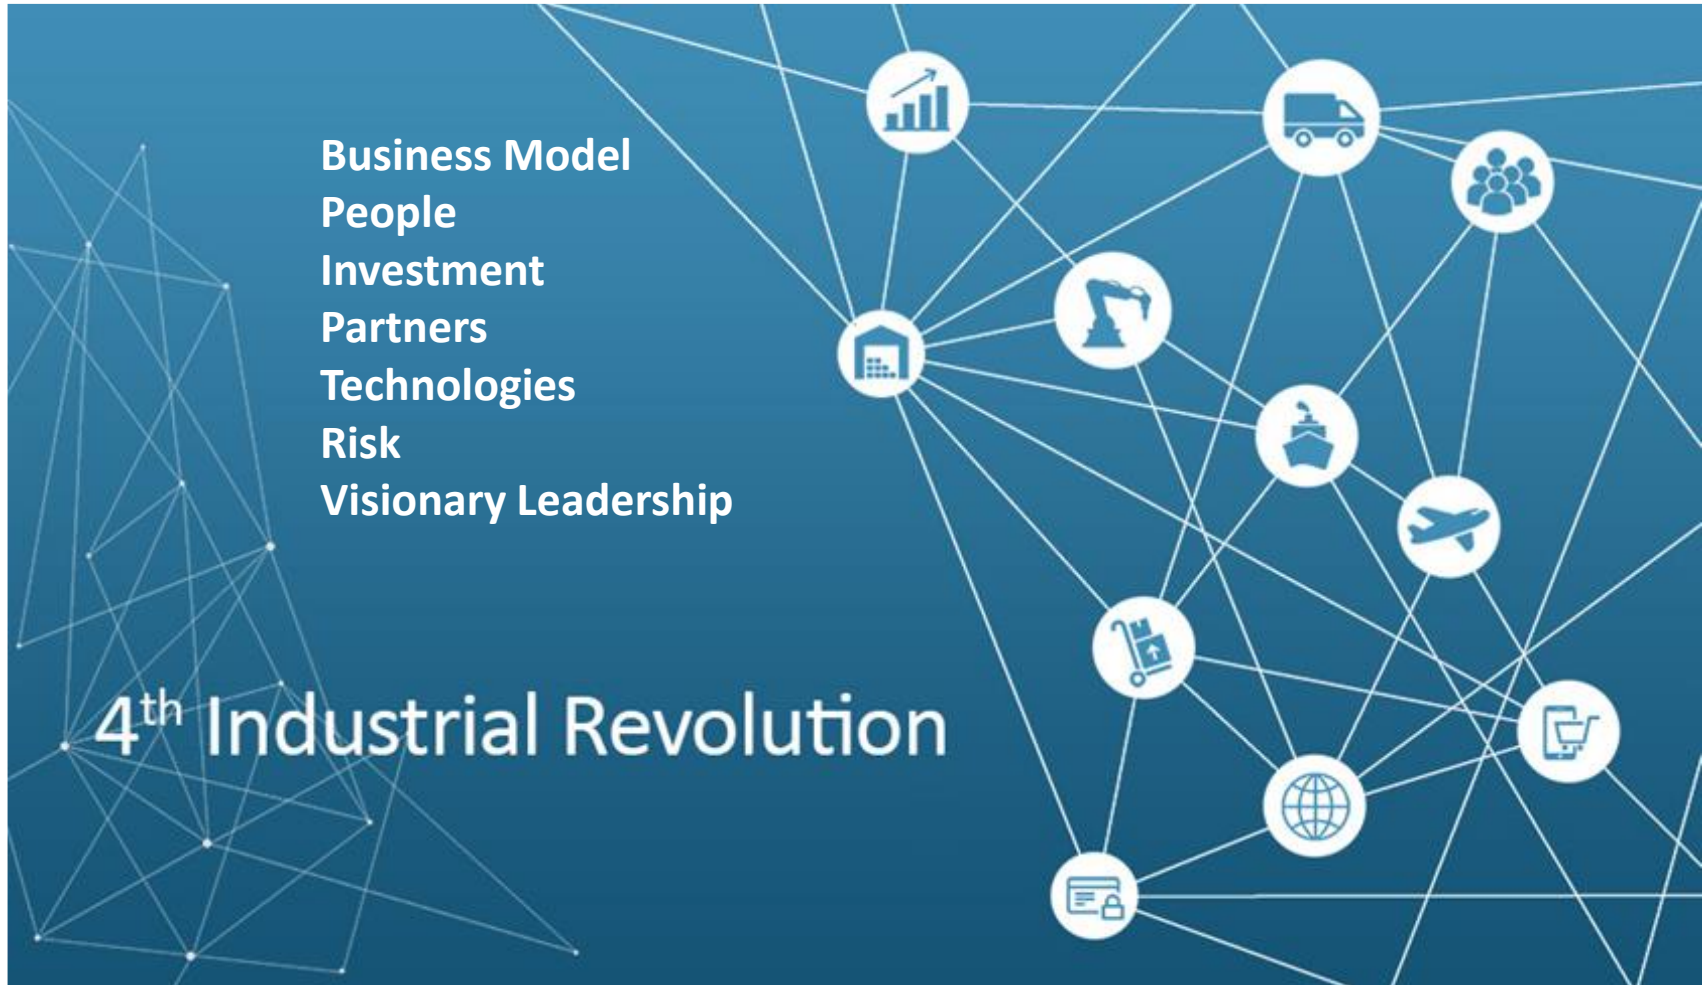 Business Model
People
Investment
Partners
Technologies
Risk
Visionary Leadership
4th Industrial Revolution